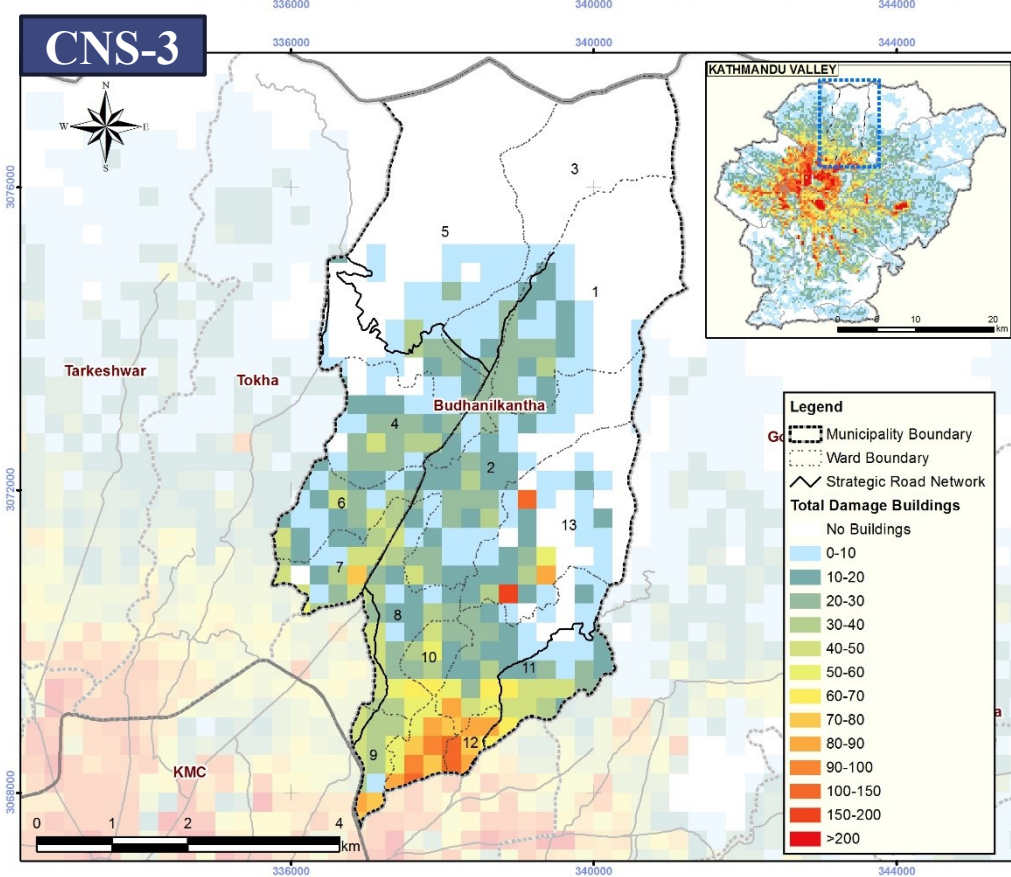 336000
340000
344000
CNS-3
N
W E
S
KATHMANDU VALLEY
0 5 10 20
km
3076000
3
5
1
Tarkeshwar
Tokha
Budhanilkantha
4
2
3072000
6
13
7
8
10
11
9
12
KMC
3068000
0 1 2 4
km
336000
340000
344000
Legend
Municipality Boundary
Ward Boundary
Strategic Road Network
Total Damage Buildings
No Buildings
0-10
10-20
20-30
30-40
40-50
50-60
60-70
70-80
80-90
90-100
100-150
150-200
>200